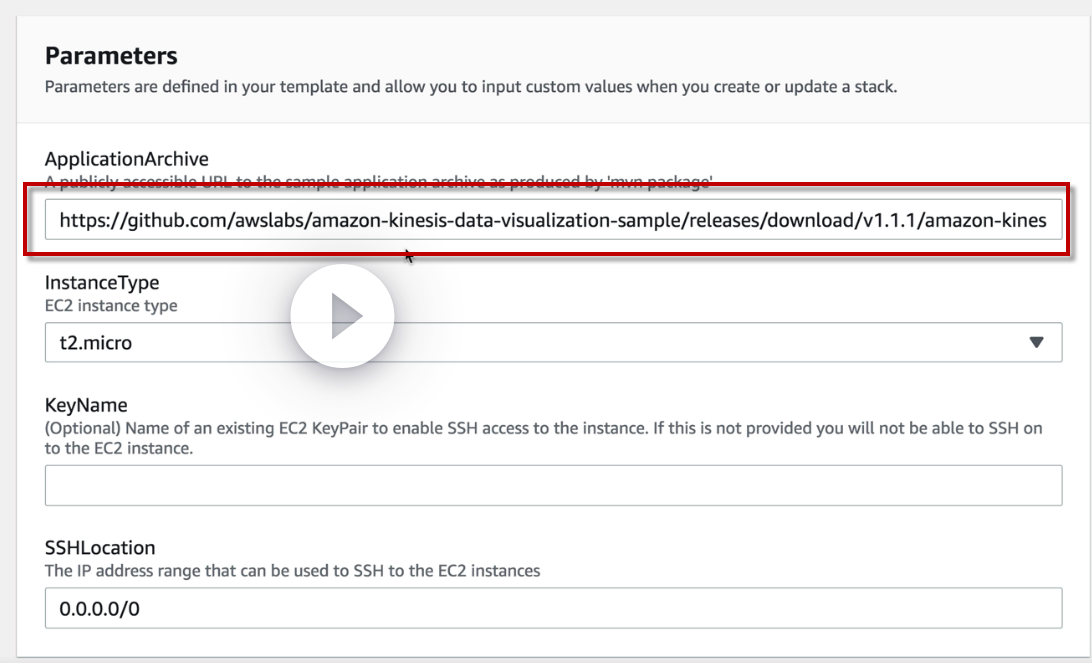 Parameters
Parameters are defined in your template and allow you to input custom values when you create or update a stack.
ApplicationArchive
A publicly accessible URL to the sample application archive as produced by 'mvn package'
https://github.com/awslabs/amazon-kinesis-data-visualization-sample/releases/download/v1.1.1/amazon-kines
InstanceType
EC2 instance type
t2.micro
KeyName
(Optional) Name of an existing EC2 KeyPair to enable SSH access to the instance. If this is not provided you will not be able to SSH on
to the EC2 instance.
SSHLocation
The IP address range that can be used to SSH to the EC2 instances
0.0.0.0/0